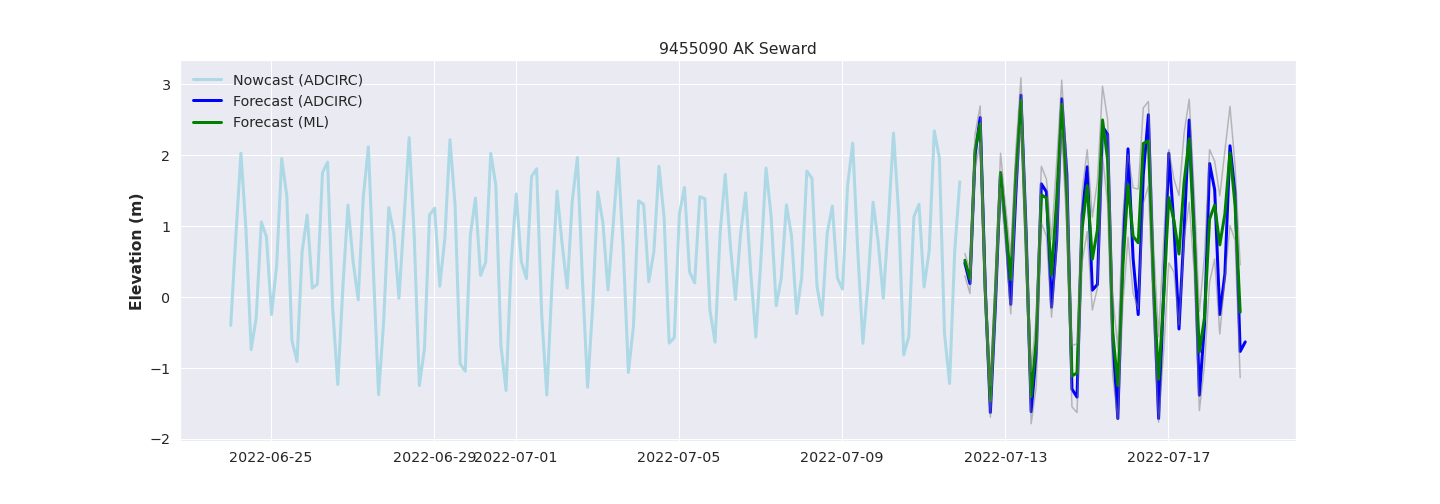 9455090 AK Seward
Nowcast (ADCIRC)
Forecast (ADCIRC)
Forecast (ML)
Elevation (m)
3
2
1
0
−1
−2
2022-06-25
2022-06-29
2022-07-01
2022-07-05
2022-07-09
2022-07-13
2022-07-17